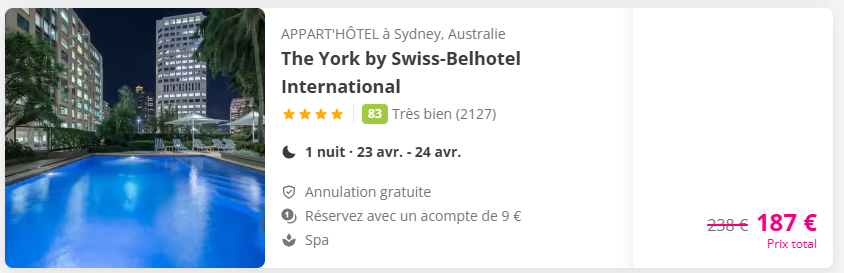 APPART'HÔTEL à Sydney, Australie
The York by Swiss-Belhotel
International
83 Très bien (2127)
1 nuit · 23 avr. - 24 avr.
Annulation gratuite
Réservez avec un acompte de 9 €
Spa
238 € 187 €
Prix total